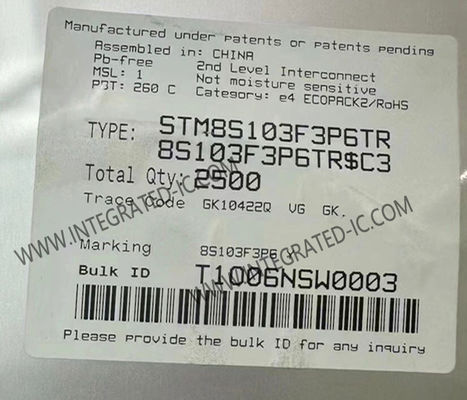 Manufactured under patents or patents pending
Assembled in: CHINA
Pb-free 2nd Level Interconnect
MSL: 1 Not moisture sensitive
PBT: 260 C Category: e4 ECOPACK2/RoHS
TYPE: STM8S103F3P6TR
8S103F3P6TR$C3
Total Qty: 2500
Trace Code GK10422Q VG GK.
Marking 8S103F3P6
Bulk ID T1006NSW0003
Please provide the bulk ID for any inquiry
WWW.INTEGRATED-IC.COM
WWW.INTEGRATED-IC.COM